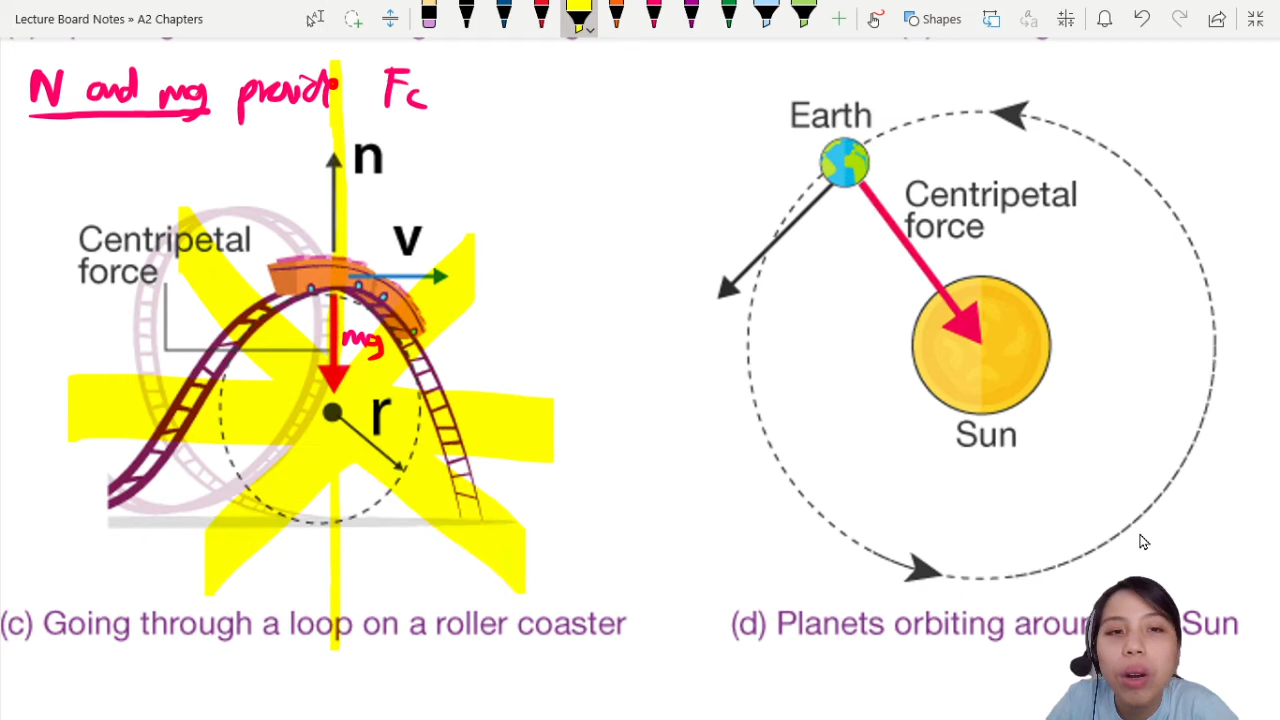 Lecture Board Notes » A2 Chapters
Shapes
N and mg provide Fc
n
Centripetal
force
v
mg
r
(c) Going through a loop on a roller coaster
Earth
Centripetal
force
Sun
(d) Planets orbiting arou Sun